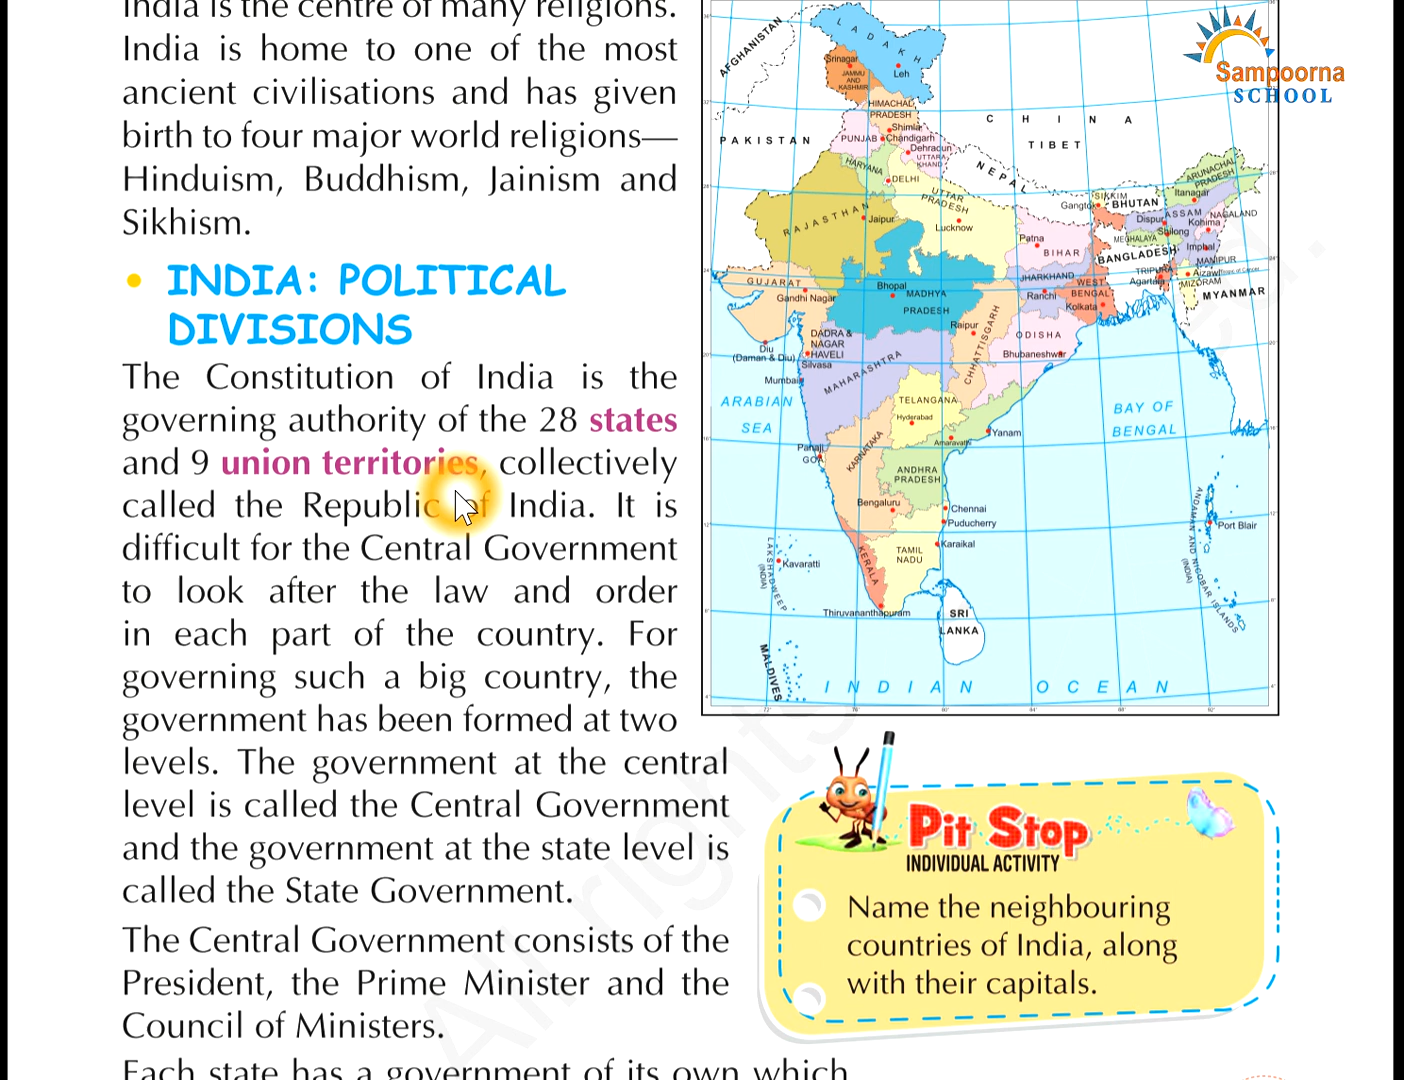 India is the centre of many religions.
India is home to one of the most
ancient civilisations and has given
birth to four major world religions—
Hinduism, Buddhism, Jainism and
Sikhism.
• INDIA: POLITICAL
DIVISIONS
The Constitution of India is the
governing authority of the 28 states
and 9 union territories, collectively
called the Republic of India. It is
difficult for the Central Government
to look after the law and order
in each part of the country. For
governing such a big country, the
government has been formed at two
levels. The government at the central
level is called the Central Government
and the government at the state level is
called the State Government.
The Central Government consists of the
President, the Prime Minister and the
Council of Ministers.
Each state has a government of its own which
Sampoorna
SCHOOL
AFGHANISTAN
LADAKH
Srinagar
Leh
JAMMU
AND
KASHMIR
HIMACHAL
PRADESH
Shimla
CHINA
PAKISTAN
PUNJAB
Chandigarh
TIBET
Dehradun
UTTARA
KHAND
HARYANA
DELHI
NEPAL
UTTAR
PRADESH
ARUNACHAL
PRADESH
Itanagar
SIKKIM
Gangtok
BHUTAN
RAJASTHAN
Jaipur
Lucknow
Dispur
ASSAM
NAGALAND
Kohima
Patna
BIHAR
MEGHALAYA
Shillong
Imphal
MANIPUR
BANGLADESH
GUJARAT
Gandhi Nagar
Bhopal
MADHYA
PRADESH
JHARKHAND
Ranchi
WEST
BENGAL
Kolkata
TRIPURA
Agartala
Aizawl
MIZORAM
MYANMAR
Raipur
CHHATTISGARH
ODISHA
Bhubaneshwar
DADRA &
NAGAR
HAVELI
Diu
(Daman & Diu)
Silvasa
MAHARASHTRA
Mumbai
ARABIAN
SEA
TELANGANA
Hyderabad
BAY OF
BENGAL
Yanam
Amaravati
Panaji
GOA
KARNATAKA
ANDHRA
PRADESH
Bengaluru
Chennai
Puducherry
ANDAMAN AND NICOBAR ISLANDS
(INDIA)
Port Blair
LAKSHADWEEP
(INDIA)
Kavaratti
KERALA
TAMIL
NADU
Karaikal
Thiruvananthapuram
SRI
LANKA
MALDIVES
INDIAN OCEAN
Pit Stop
INDIVIDUAL ACTIVITY
Name the neighbouring
countries of India, along
with their capitals.
All rights